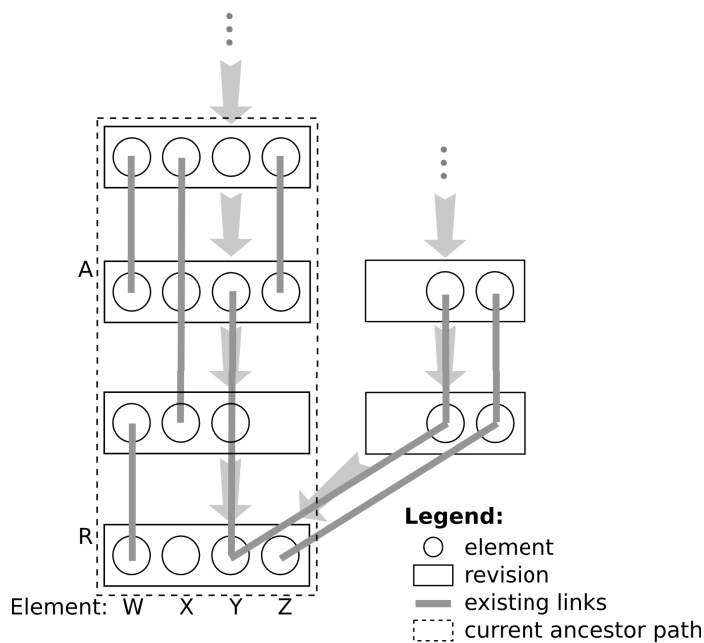 A
R
Element: W X Y Z
Legend:
element
revision
existing links
current ancestor path